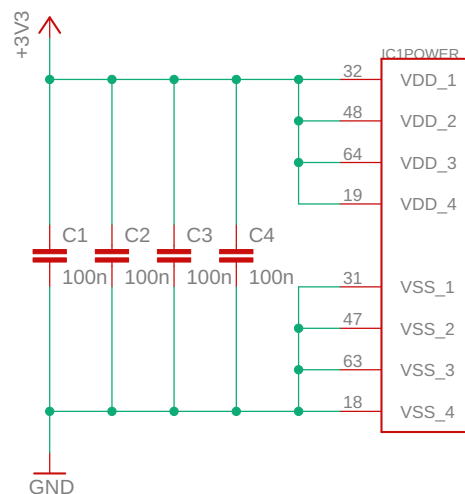 +3V3
IC1POWER
32 VDD_1
48 VDD_2
64 VDD_3
19 VDD_4
C1 C2 C3 C4
100n 100n 100n 100n
31 VSS_1
47 VSS_2
63 VSS_3
18 VSS_4
GND